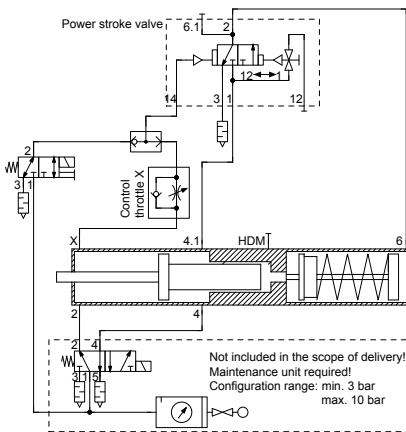 Power stroke valve
6.1
2
12
1
14
3
1
12
2
3
1
Control
throttle X
X
4.1
HDM
6
2
4
2
4
3
1
5
Not included in the scope of delivery!
Maintenance unit required!
Configuration range: min. 3 bar
max. 10 bar